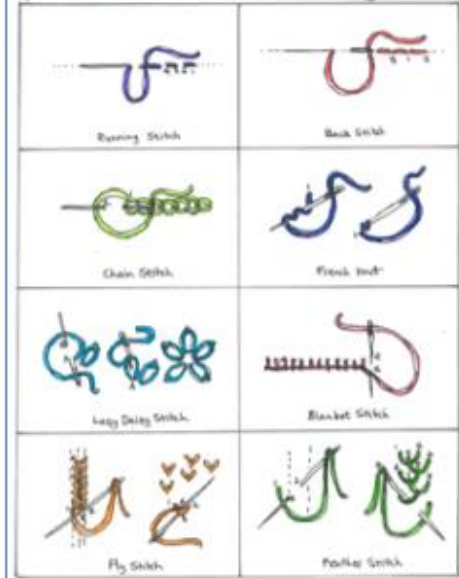 Running Stitch
Back Stitch
Chain Stitch
French knot
Lazy Daisy Stitch
Blanket Stitch
Fly Stitch
Feather Stitch